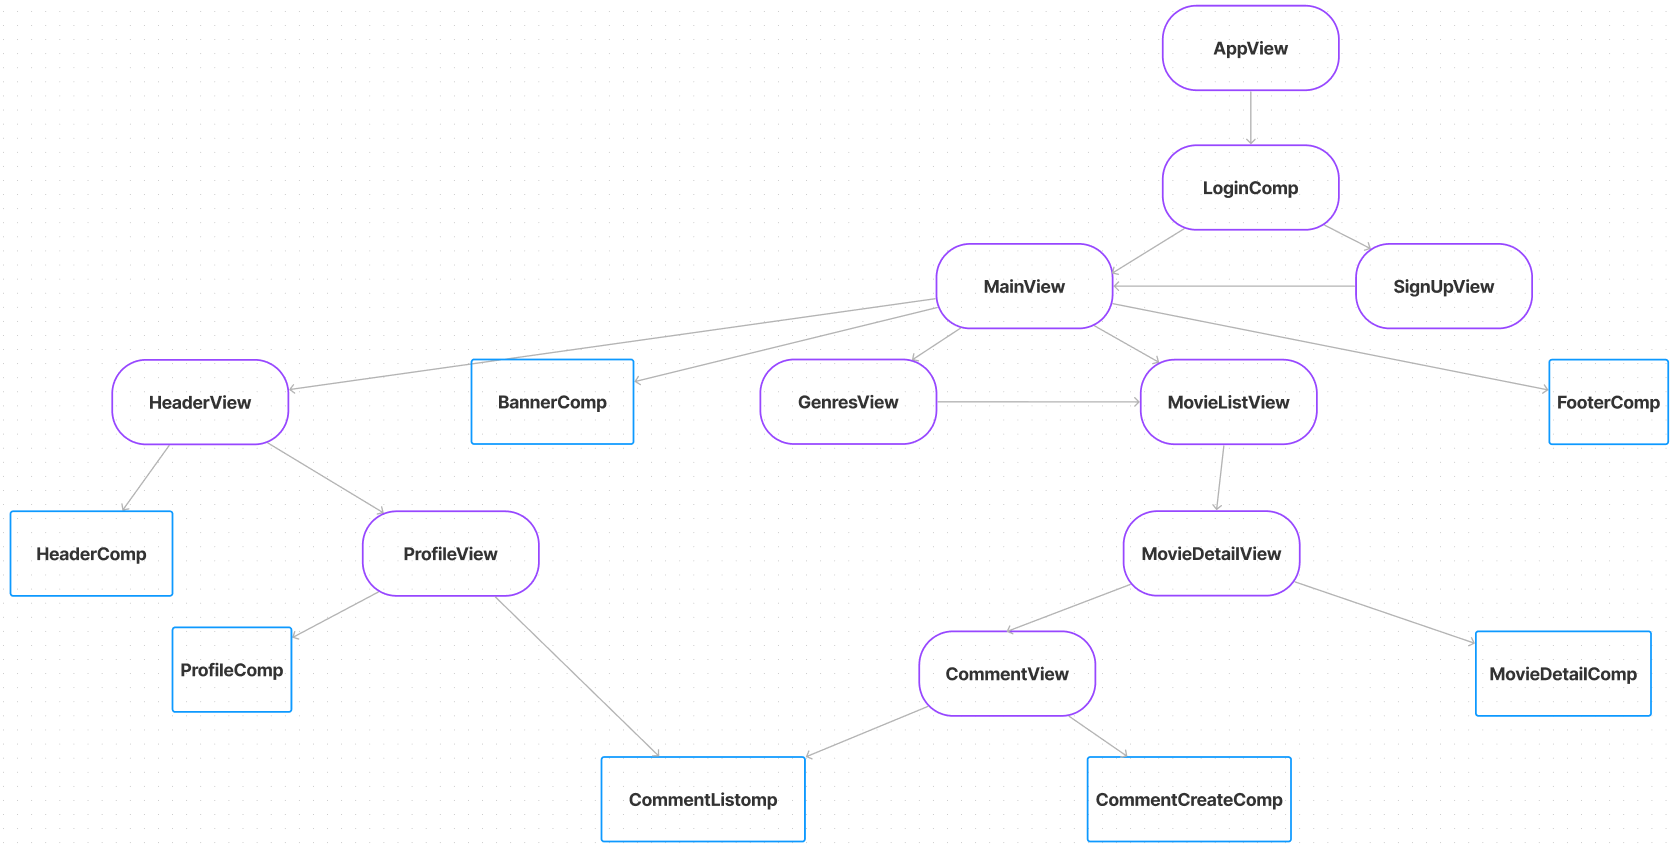 AppView
LoginComp
MainView
SignUpView
HeaderView
BannerComp
GenresView
MovieListView
FooterComp
HeaderComp
ProfileView
MovieDetailView
ProfileComp
CommentView
MovieDetailComp
CommentListomp
CommentCreateComp